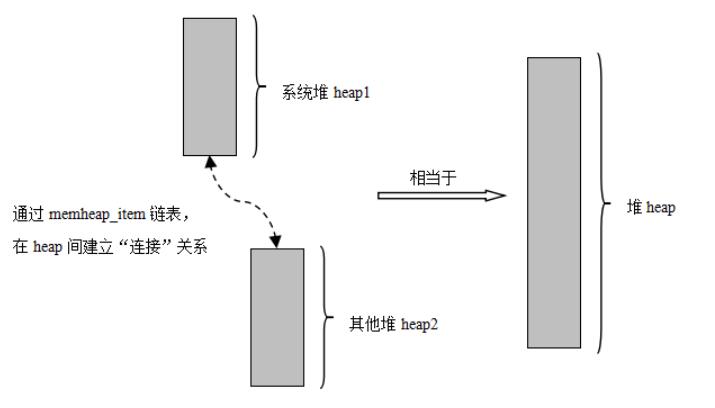 系统堆 heap1
相当于
通过 memheap_item 链表，
在 heap 间建立“连接”关系
堆 heap
其他堆 heap2